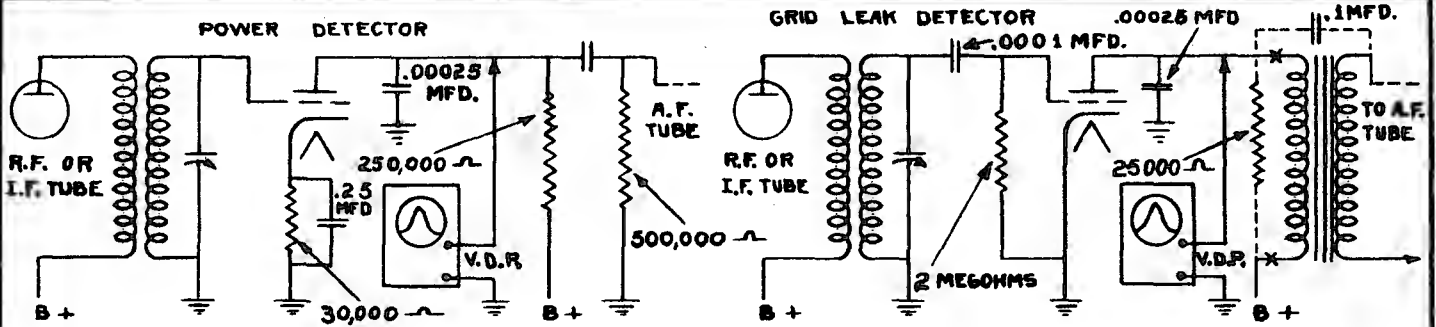 POWER DETECTOR
R.F. OR
I.F. TUBE
B +
.25
MFD
30,000 Ω
.00025
MFD.
250,000 Ω
V.D.P.
B +
500,000 Ω
A.F.
TUBE
GRID LEAK DETECTOR
R.F. OR
I.F. TUBE
B +
.0001 MFD.
2 MEGOHMS
.00025 MFD
25000 Ω
V.D.P.
.1MFD.
X
X
B +
TO A.F.
TUBE